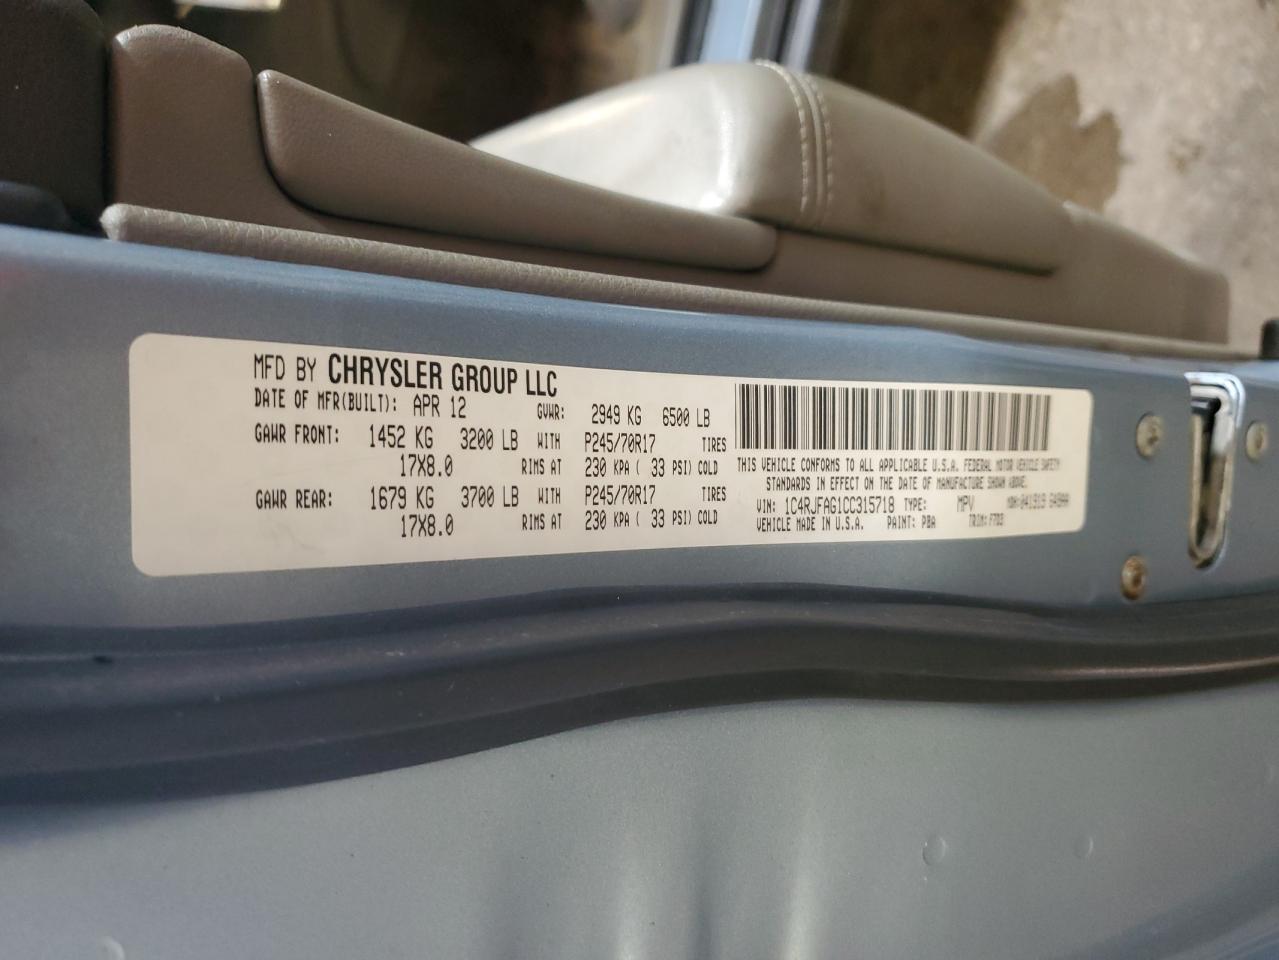 MFD BY CHRYSLER GROUP LLC
DATE OF MFR(BUILT): APR 12 GVWR: 2949 KG 6500 LB
GAWR FRONT: 1452 KG 3200 LB WITH P245/70R17 TIRES
17X8.0 RIMS AT 230 KPA ( 33 PSI) COLD
GAWR REAR: 1679 KG 3700 LB WITH P245/70R17 TIRES
17X8.0 RIMS AT 230 KPA ( 33 PSI) COLD
THIS VEHICLE CONFORMS TO ALL APPLICABLE U.S.A. FEDERAL MOTOR VEHICLE SAFETY
STANDARDS IN EFFECT ON THE DATE OF MANUFACTURE SHOWN ABOVE.
VIN: 1C4RJFAG1CC315718 TYPE: MPV MDH: 041919
VEHICLE MADE IN U.S.A. PAINT: PBA TRIM: